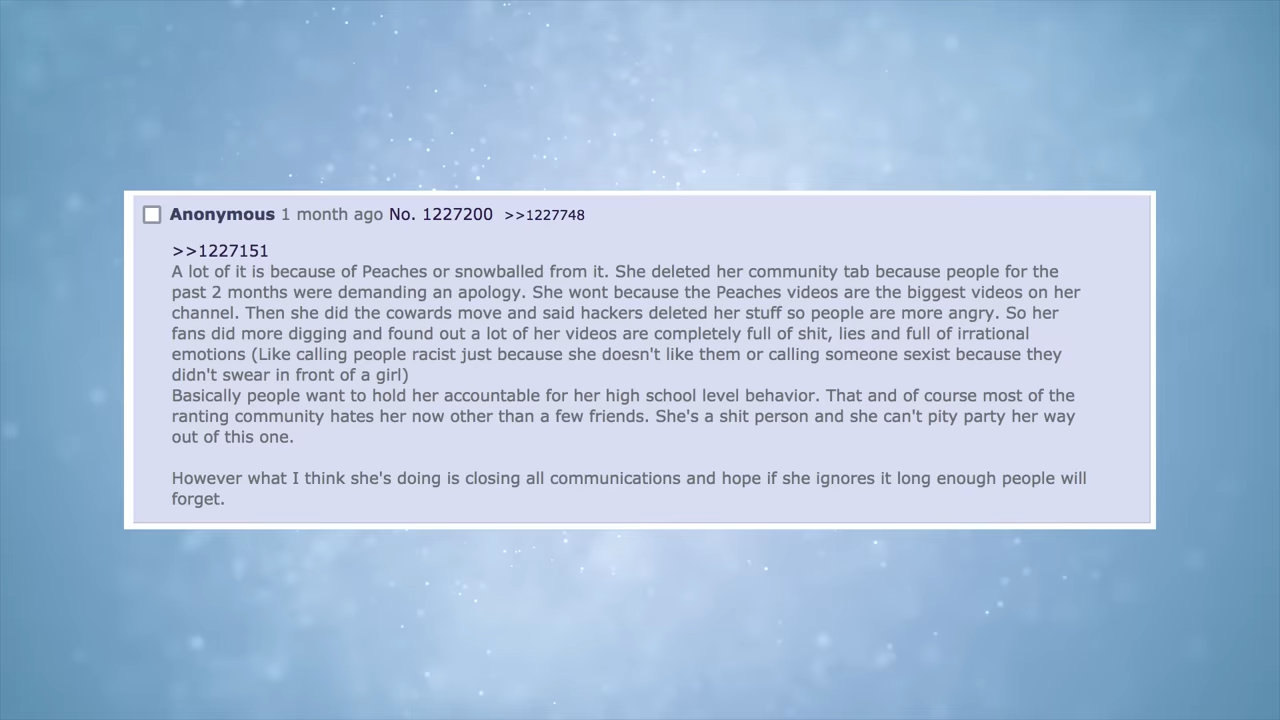 Anonymous 1 month ago No. 1227200 >>1227748
>>1227151
A lot of it is because of Peaches or snowballed from it. She deleted her community tab because people for the
past 2 months were demanding an apology. She wont because the Peaches videos are the biggest videos on her
channel. Then she did the cowards move and said hackers deleted her stuff so people are more angry. So her
fans did more digging and found out a lot of her videos are completely full of shit, lies and full of irrational
emotions (Like calling people racist just because she doesn't like them or calling someone sexist because they
didn't swear in front of a girl)
Basically people want to hold her accountable for her high school level behavior. That and of course most of the
ranting community hates her now other than a few friends. She's a shit person and she can't pity party her way
out of this one.
However what I think she's doing is closing all communications and hope if she ignores it long enough people will
forget.